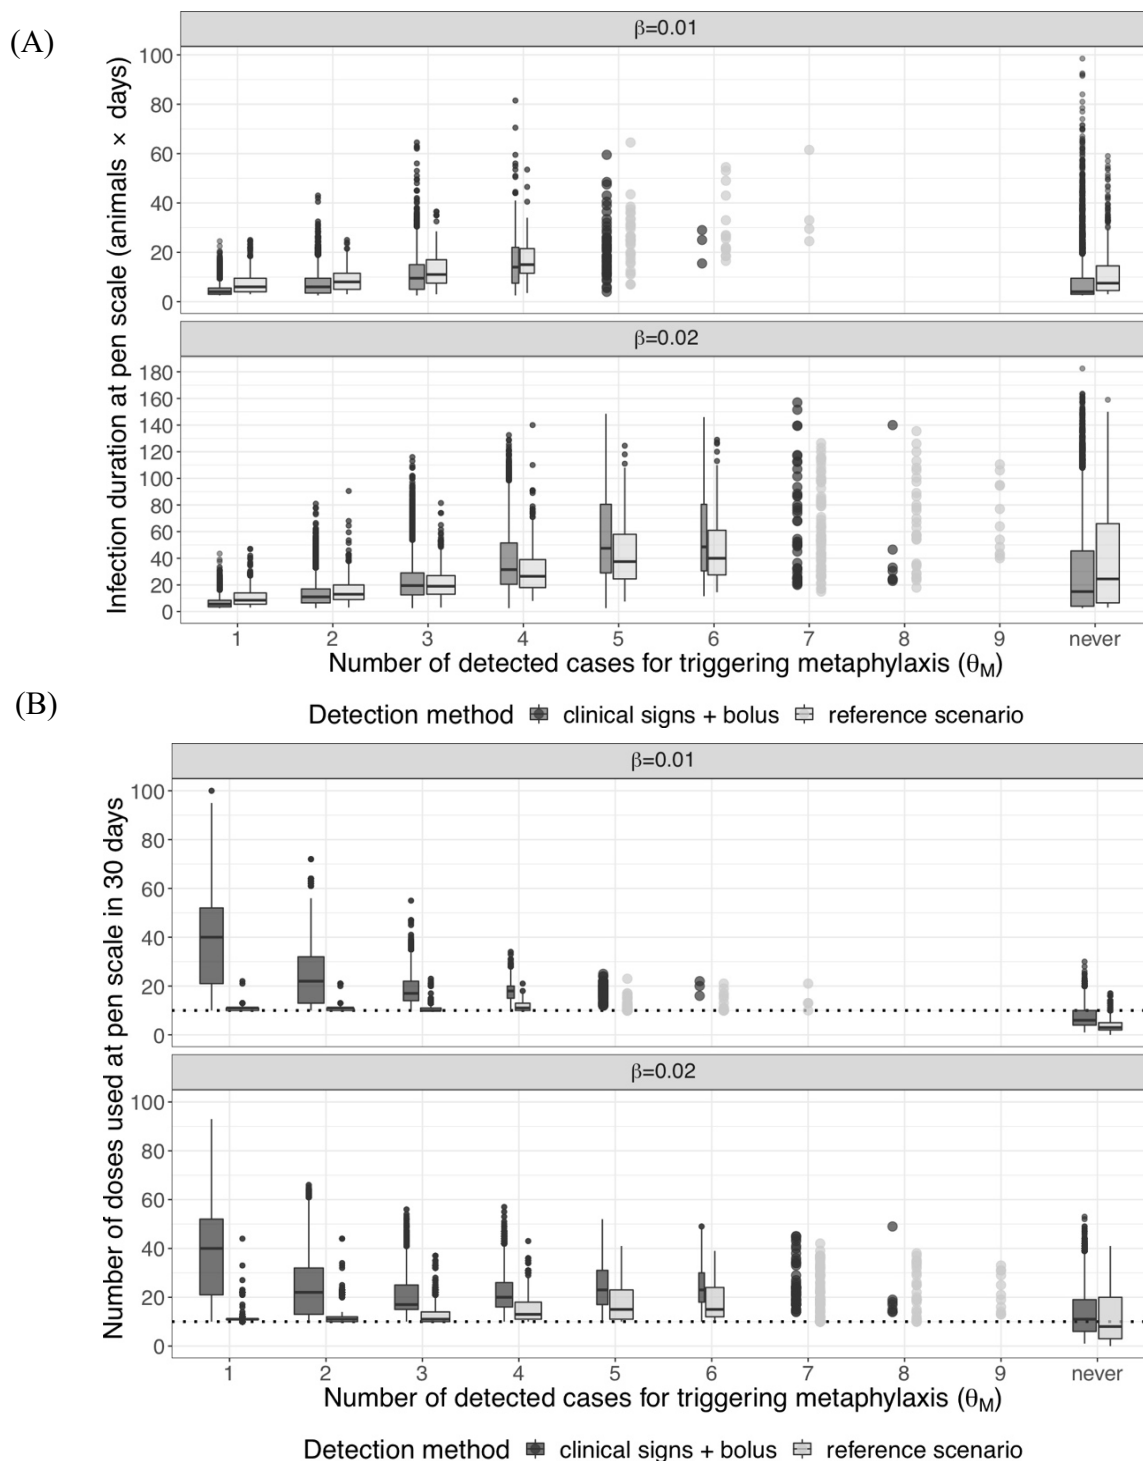 (A)
β=0.01
Infection duration at pen scale (animals × days)
100
80
60
40
20
0
β=0.02
180
160
140
120
100
80
60
40
20
0
1 2 3 4 5 6 7 8 9 never
Number of detected cases for triggering metaphylaxis (θM)
Detection method clinical signs + bolus reference scenario
(B)
β=0.01
Number of doses used at pen scale in 30 days
100
80
60
40
20
0
β=0.02
100
80
60
40
20
0
1 2 3 4 5 6 7 8 9 never
Number of detected cases for triggering metaphylaxis (θM)
Detection method clinical signs + bolus reference scenario